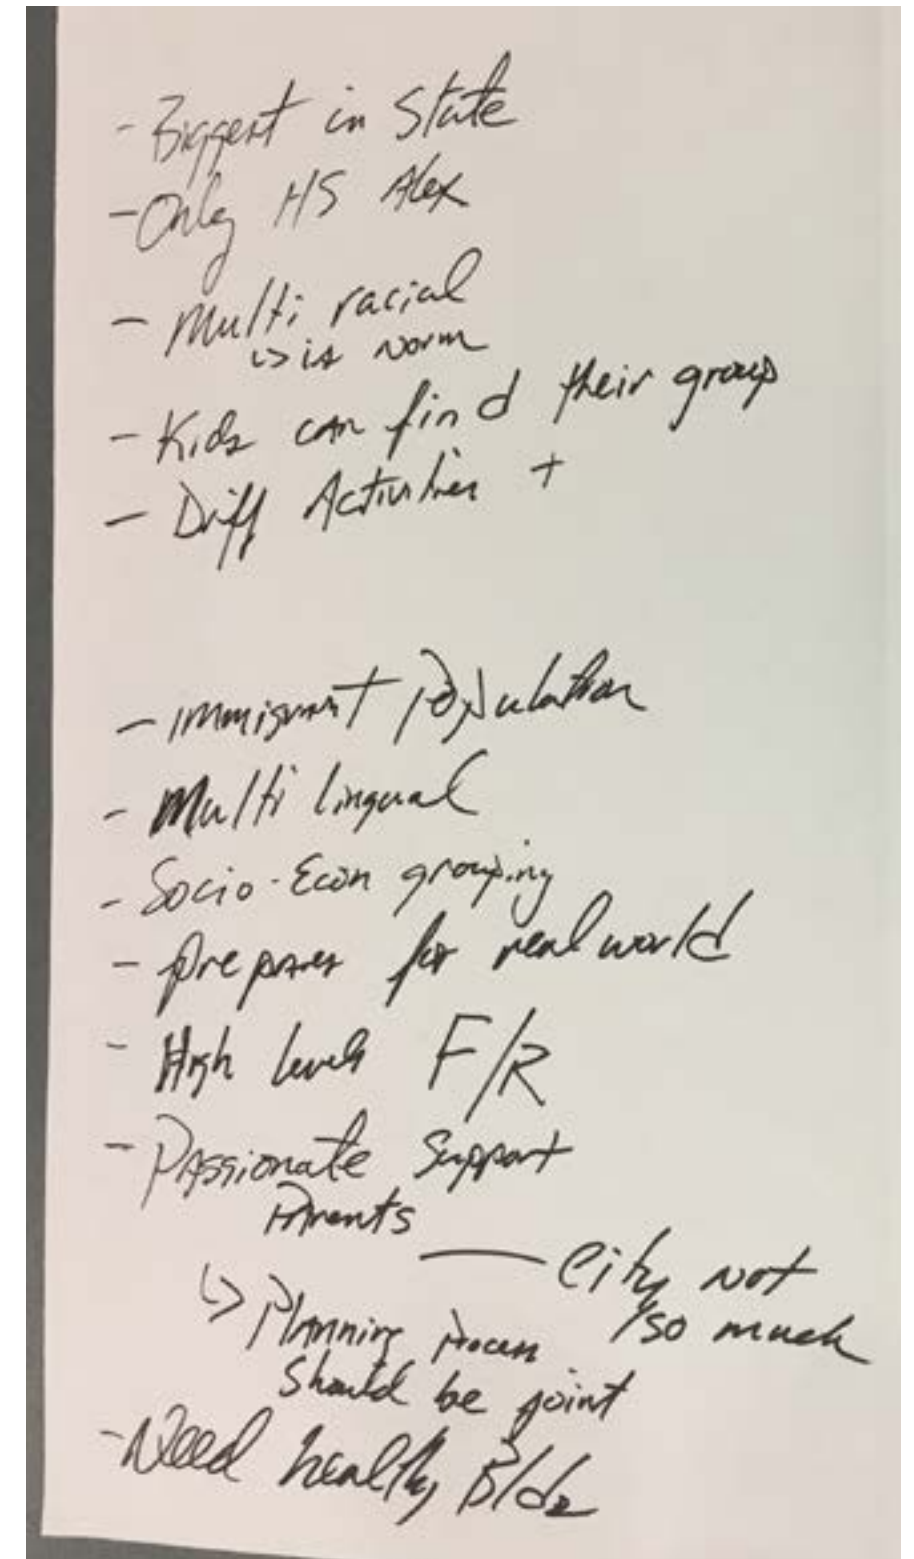 - Biggest in State
- Only HS Alex
- Multi racial
↳ is norm
- Kids can find their group
- Diff Activities +
- immigrant population
- Multi lingual
- Socio-Econ grouping
- prepares for real world
- High levels F/R
- Passionate Support
Parents
— City not
so much
↳ Planning process
should be joint
- Need healthy Bldg